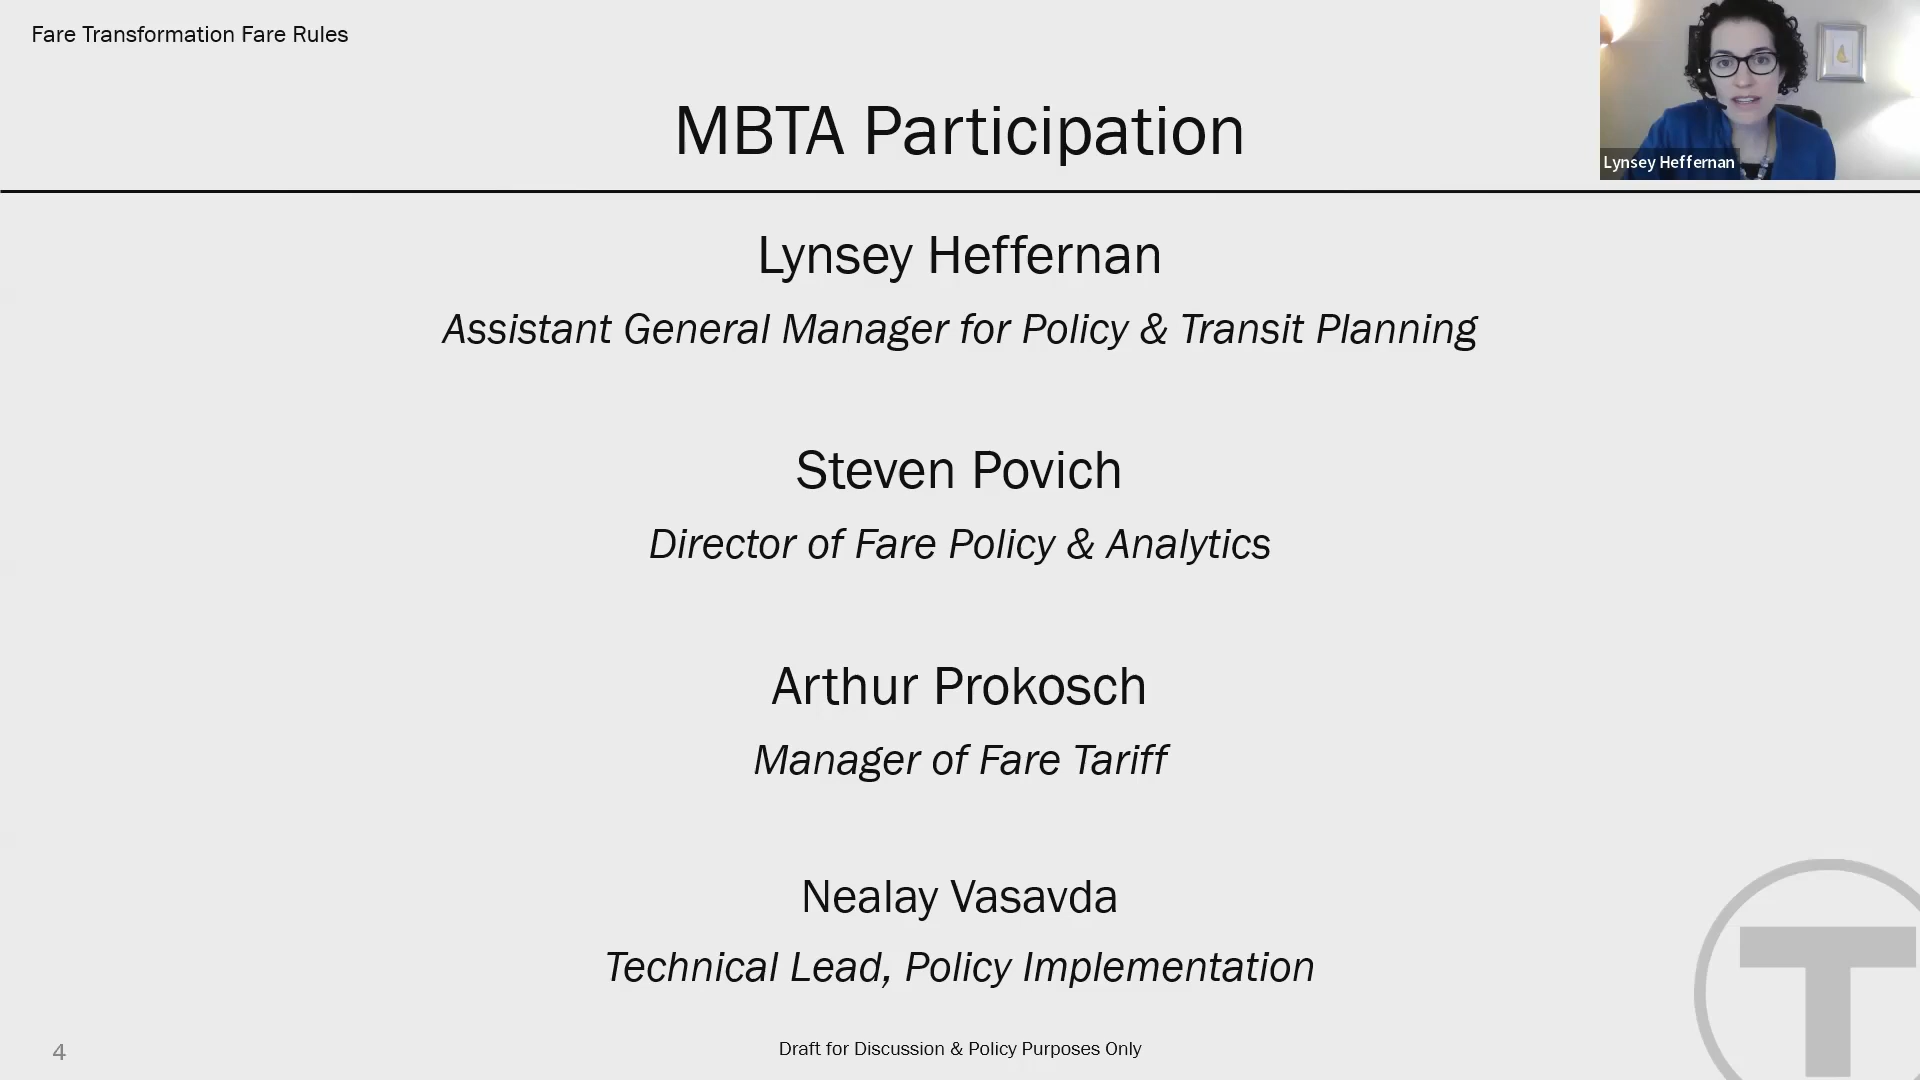 Fare Transformation Fare Rules
MBTA Participation
Lynsey Heffernan
Lynsey Heffernan
Assistant General Manager for Policy & Transit Planning
Steven Povich
Director of Fare Policy & Analytics
Arthur Prokosch
Manager of Fare Tariff
Nealay Vasavda
Technical Lead, Policy Implementation
4
Draft for Discussion & Policy Purposes Only
T